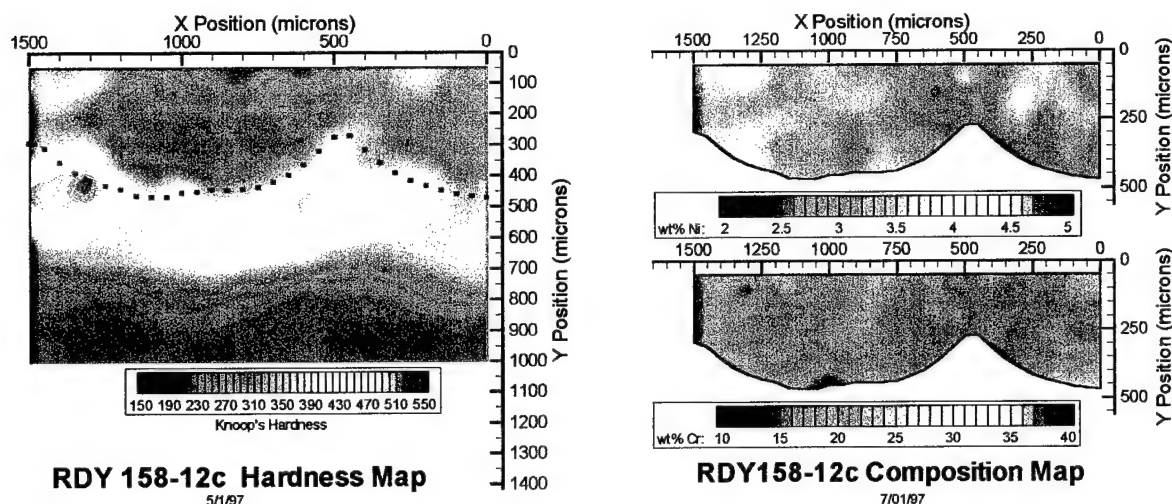 X Position (microns)
1500 1000 500 0
0
100
200
300
400
500
600
700
800
900
1000
1100
1200
1300
1400
Y Position (microns)
150 190 230 270 310 350 390 430 470 510 550
Knoop's Hardness
RDY 158-12c Hardness Map
5/1/97
X Position (microns)
1500 1250 1000 750 500 250 0
0
250
500
Y Position (microns)
wt% Ni: 2 2.5 3 3.5 4 4.5 5
1500 1250 1000 750 500 250 0
0
250
500
Y Position (microns)
wt% Cr: 10 15 20 25 30 35 40
RDY158-12c Composition Map
7/01/97